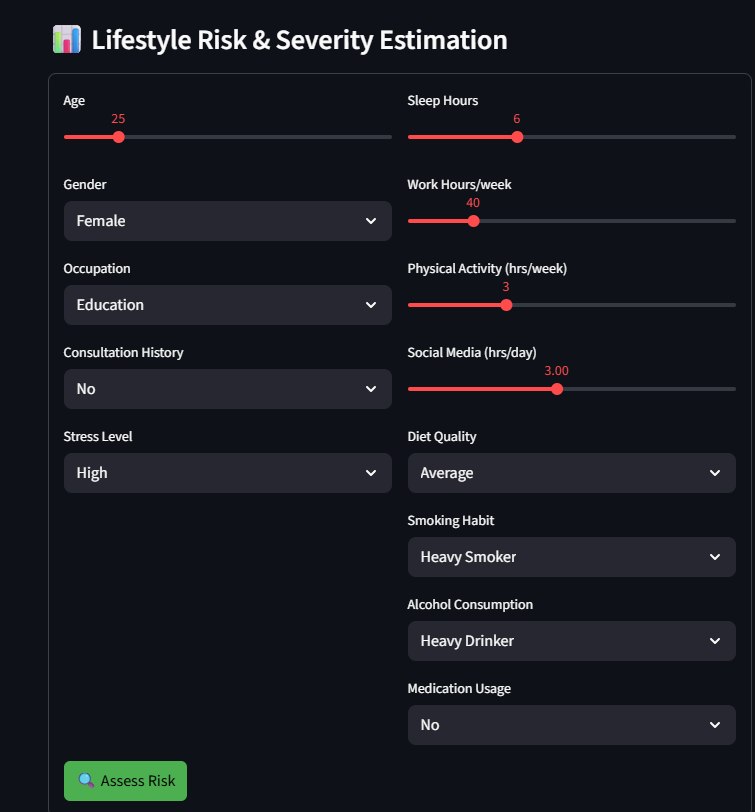 Lifestyle Risk & Severity Estimation
Age
25
Gender
Female
Occupation
Education
Consultation History
No
Stress Level
High
Sleep Hours
6
Work Hours/week
40
Physical Activity (hrs/week)
3
Social Media (hrs/day)
3.00
Diet Quality
Average
Smoking Habit
Heavy Smoker
Alcohol Consumption
Heavy Drinker
Medication Usage
No
Assess Risk